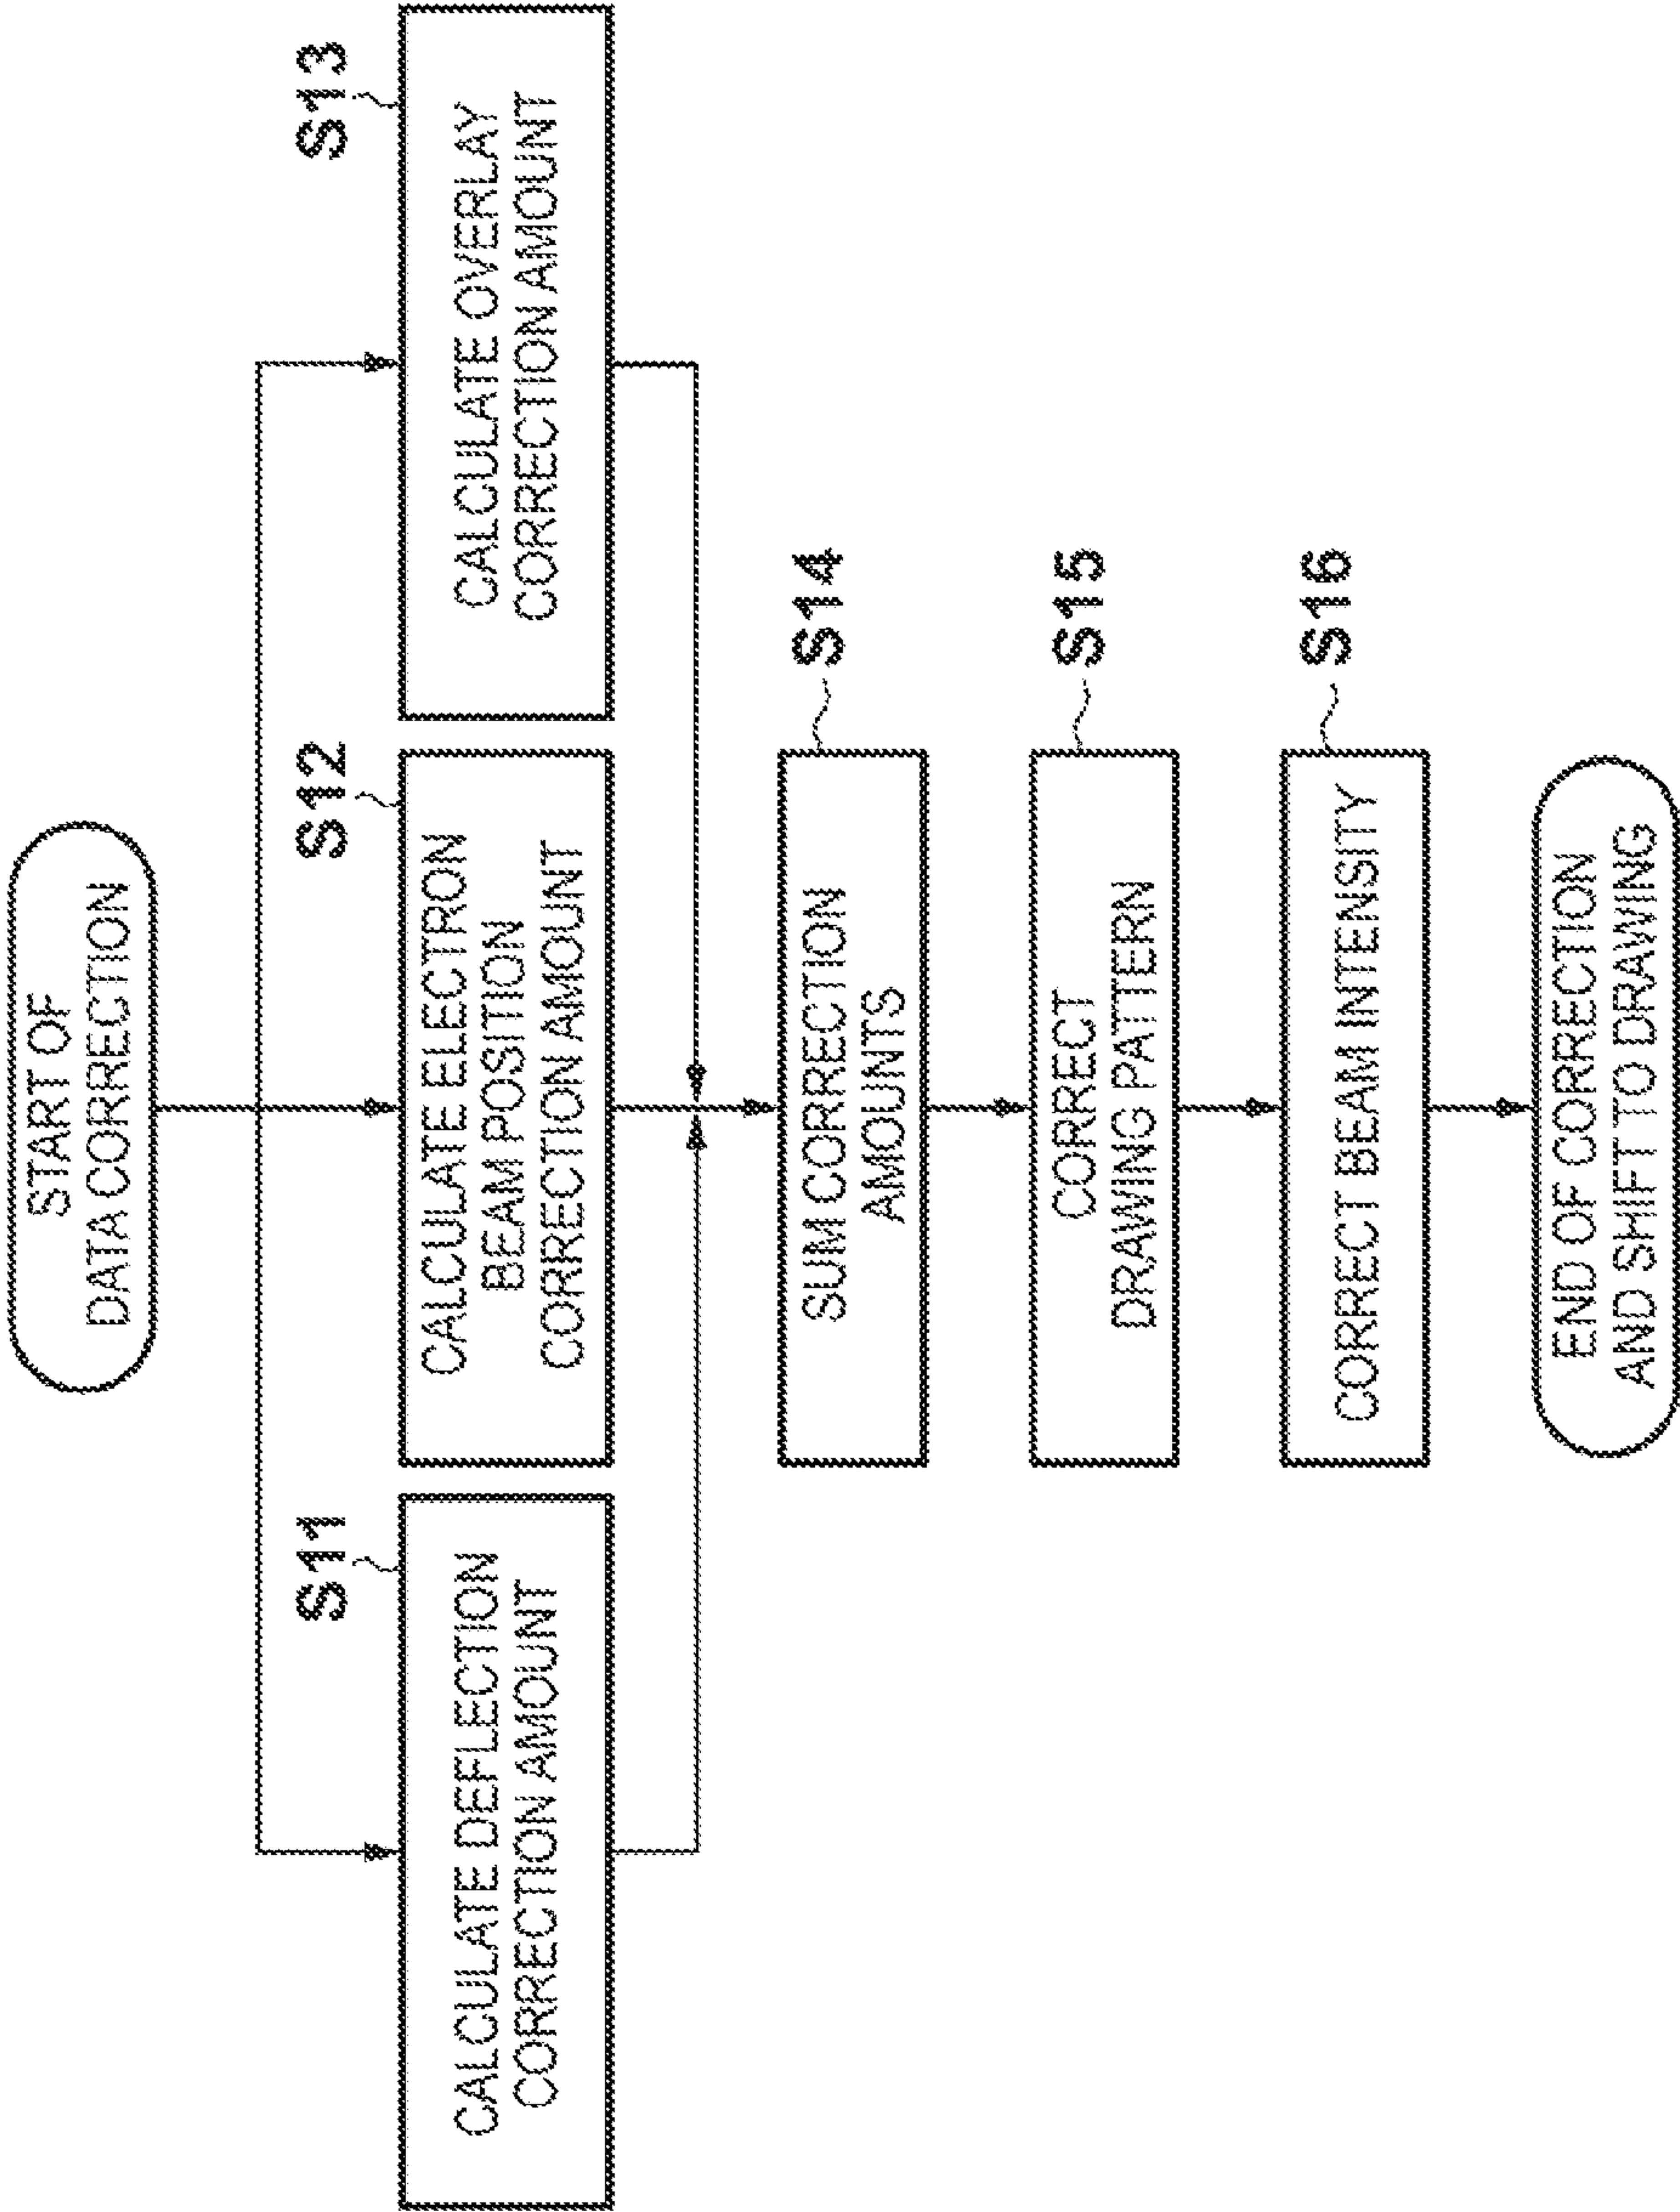 START OF
DATA CORRECTION
S11
CALCULATE DEFLECTION
CORRECTION AMOUNT
S12
CALCULATE ELECTRON
BEAM POSITION
CORRECTION AMOUNT
S13
CALCULATE OVERLAY
CORRECTION AMOUNT
S14
SUM CORRECTION
AMOUNTS
S15
CORRECT
DRAWING PATTERN
S16
CORRECT BEAM INTENSITY
END OF CORRECTION
AND SHIFT TO DRAWING